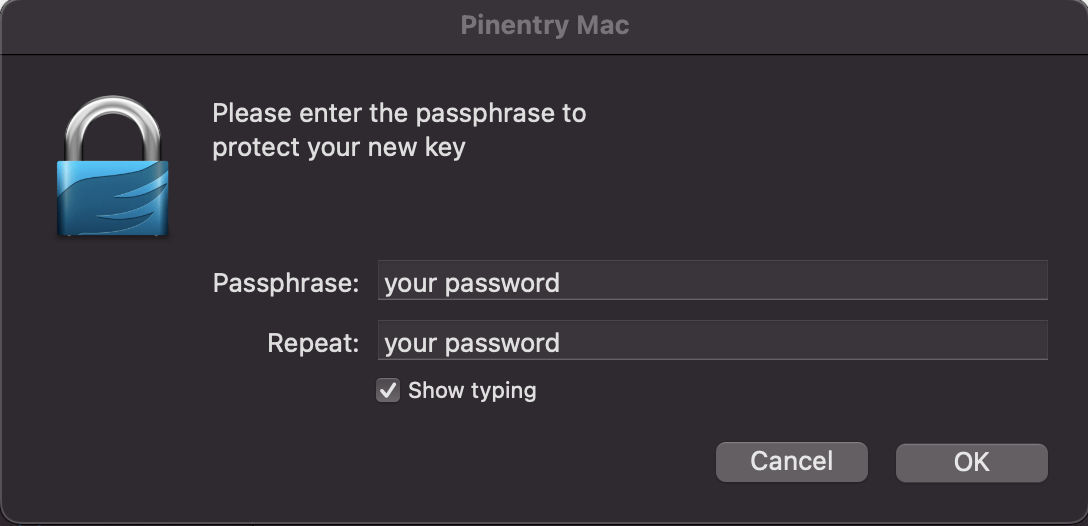 Pinentry Mac
Please enter the passphrase to
protect your new key
Passphrase: your password
Repeat: your password
Show typing
Cancel OK